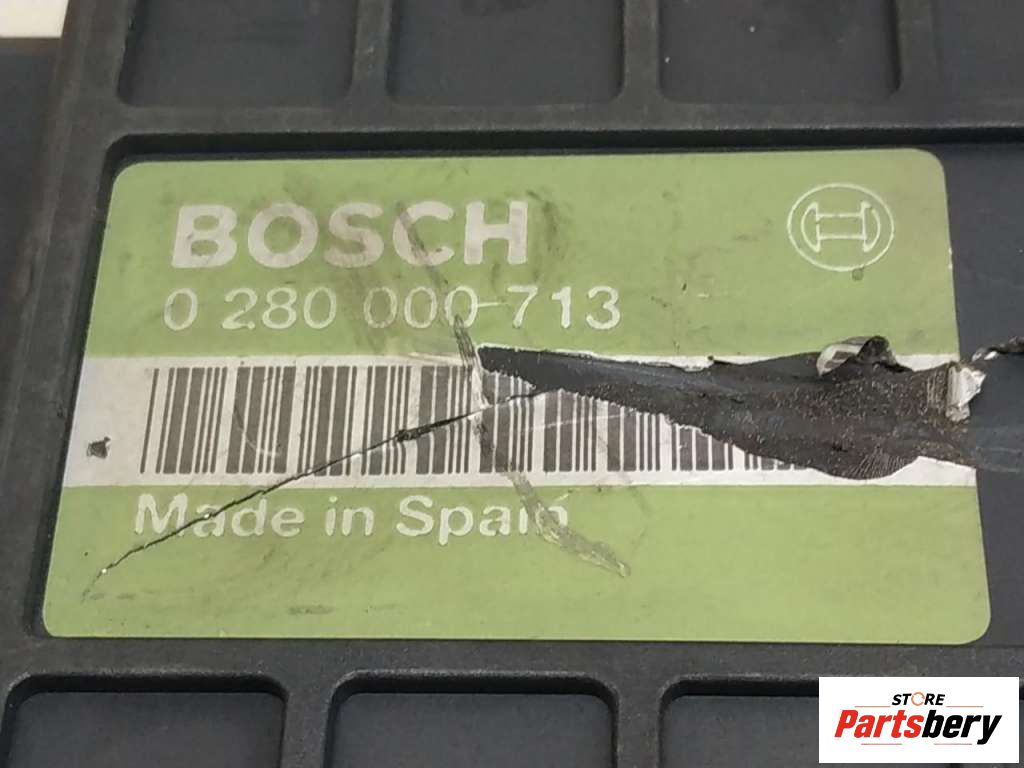 BOSCH
0 280 000 713
Made in Spain
STORE
Partsbery